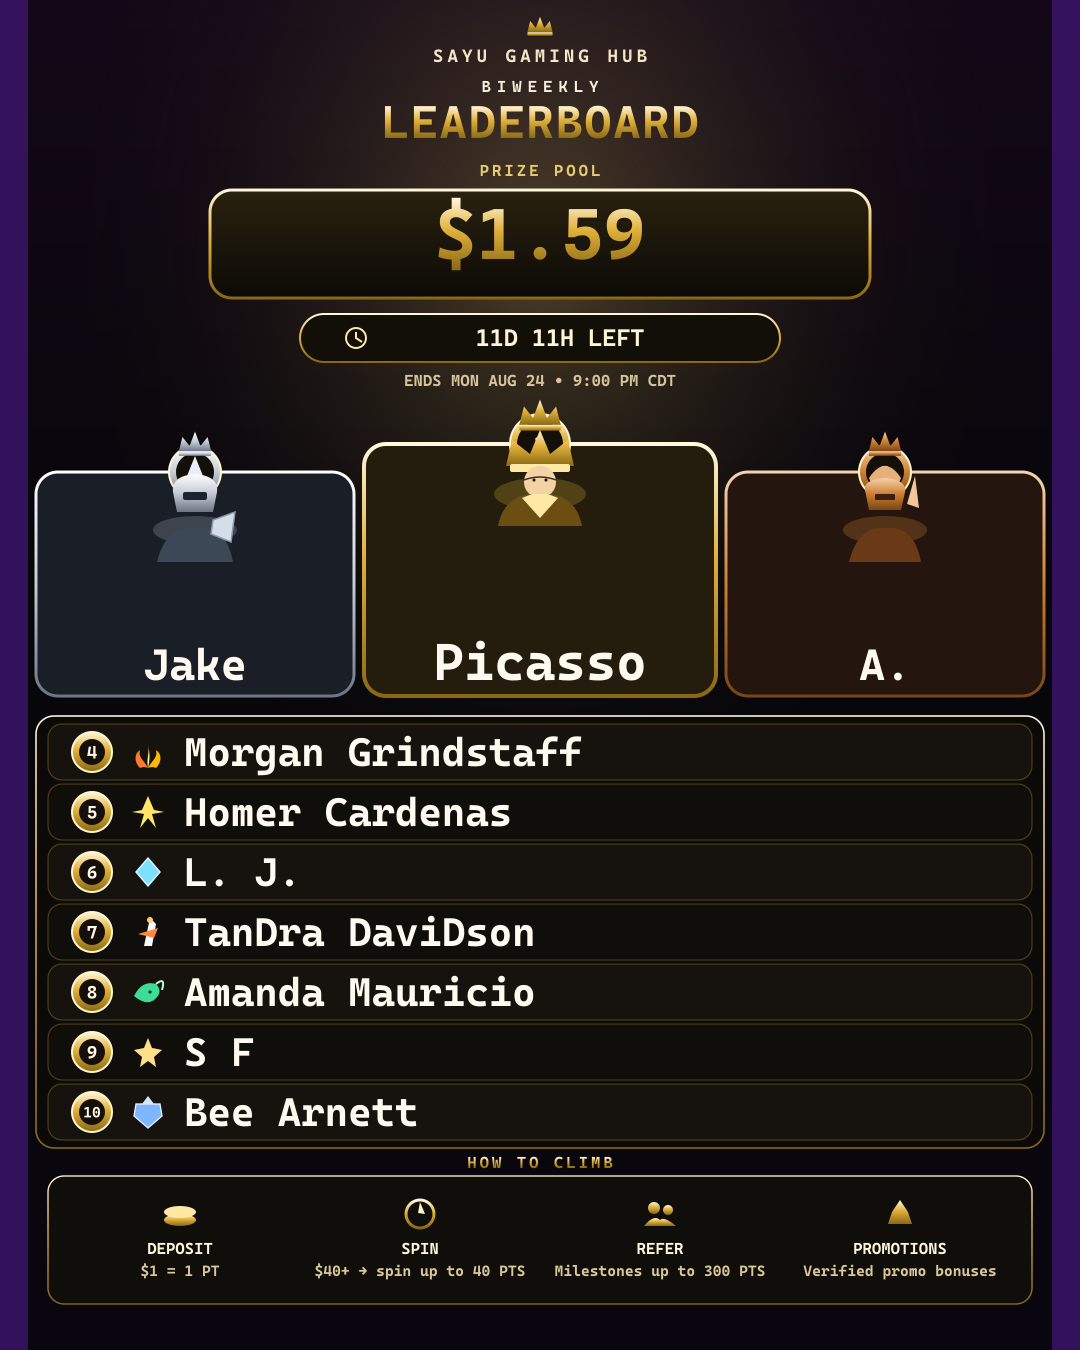 SAYU GAMING HUB
BIWEEKLY
LEADERBOARD
PRIZE POOL
$1.59
11D 11H LEFT
ENDS MON AUG 24 • 9:00 PM CDT
Jake
Picasso
A.
4 Morgan Grindstaff
5 Homer Cardenas
6 L. J.
7 TanDra DaviDson
8 Amanda Mauricio
9 S F
10 Bee Arnett
HOW TO CLIMB
DEPOSIT
$1 = 1 PT
SPIN
$40+ → spin up to 40 PTS
REFER
Milestones up to 300 PTS
PROMOTIONS
Verified promo bonuses